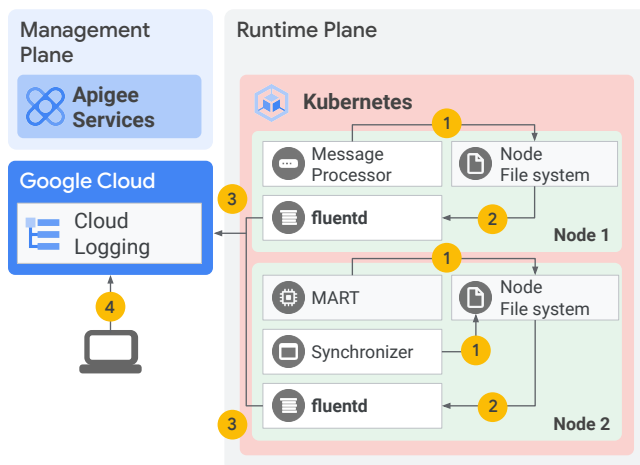 Management
Plane
Apigee
Services
Google Cloud
Cloud
Logging
4
Runtime Plane
Kubernetes
1
Message
Processor
Node
File system
3
fluentd
2
Node 1
1
MART
Node
File system
Synchronizer
1
fluentd
2
3
Node 2